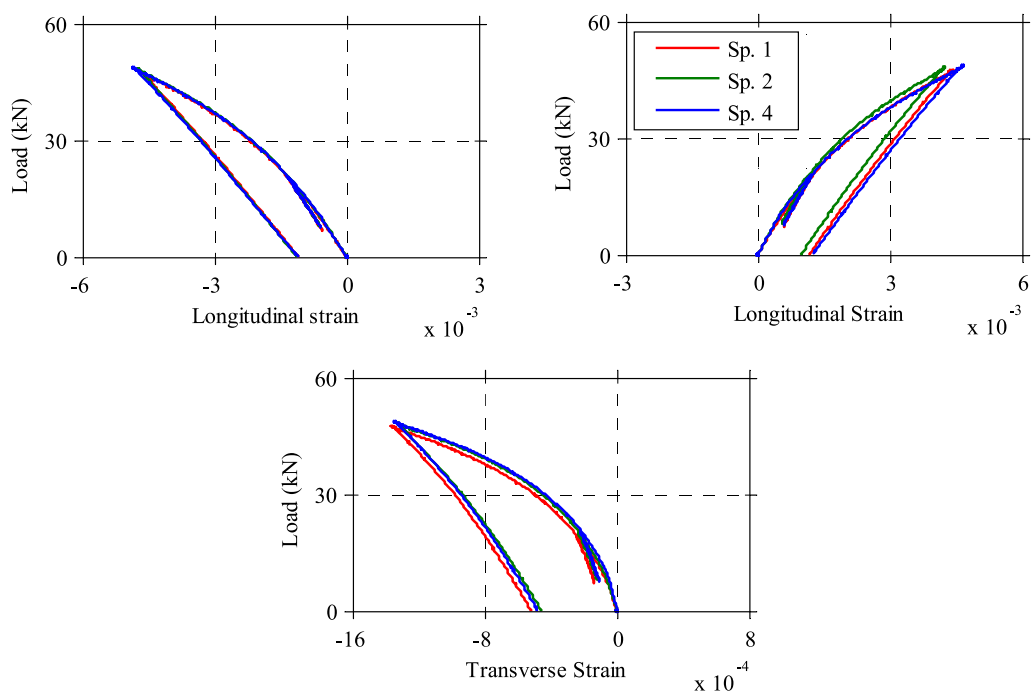 60
30
0
Load (kN)
-6
-3
0
3
Longitudinal strain
x 10^-3
60
30
0
Load (kN)
Sp. 1
Sp. 2
Sp. 4
-3
0
3
6
Longitudinal Strain
x 10^-3
60
30
0
Load (kN)
-16
-8
0
8
Transverse Strain
x 10^-4